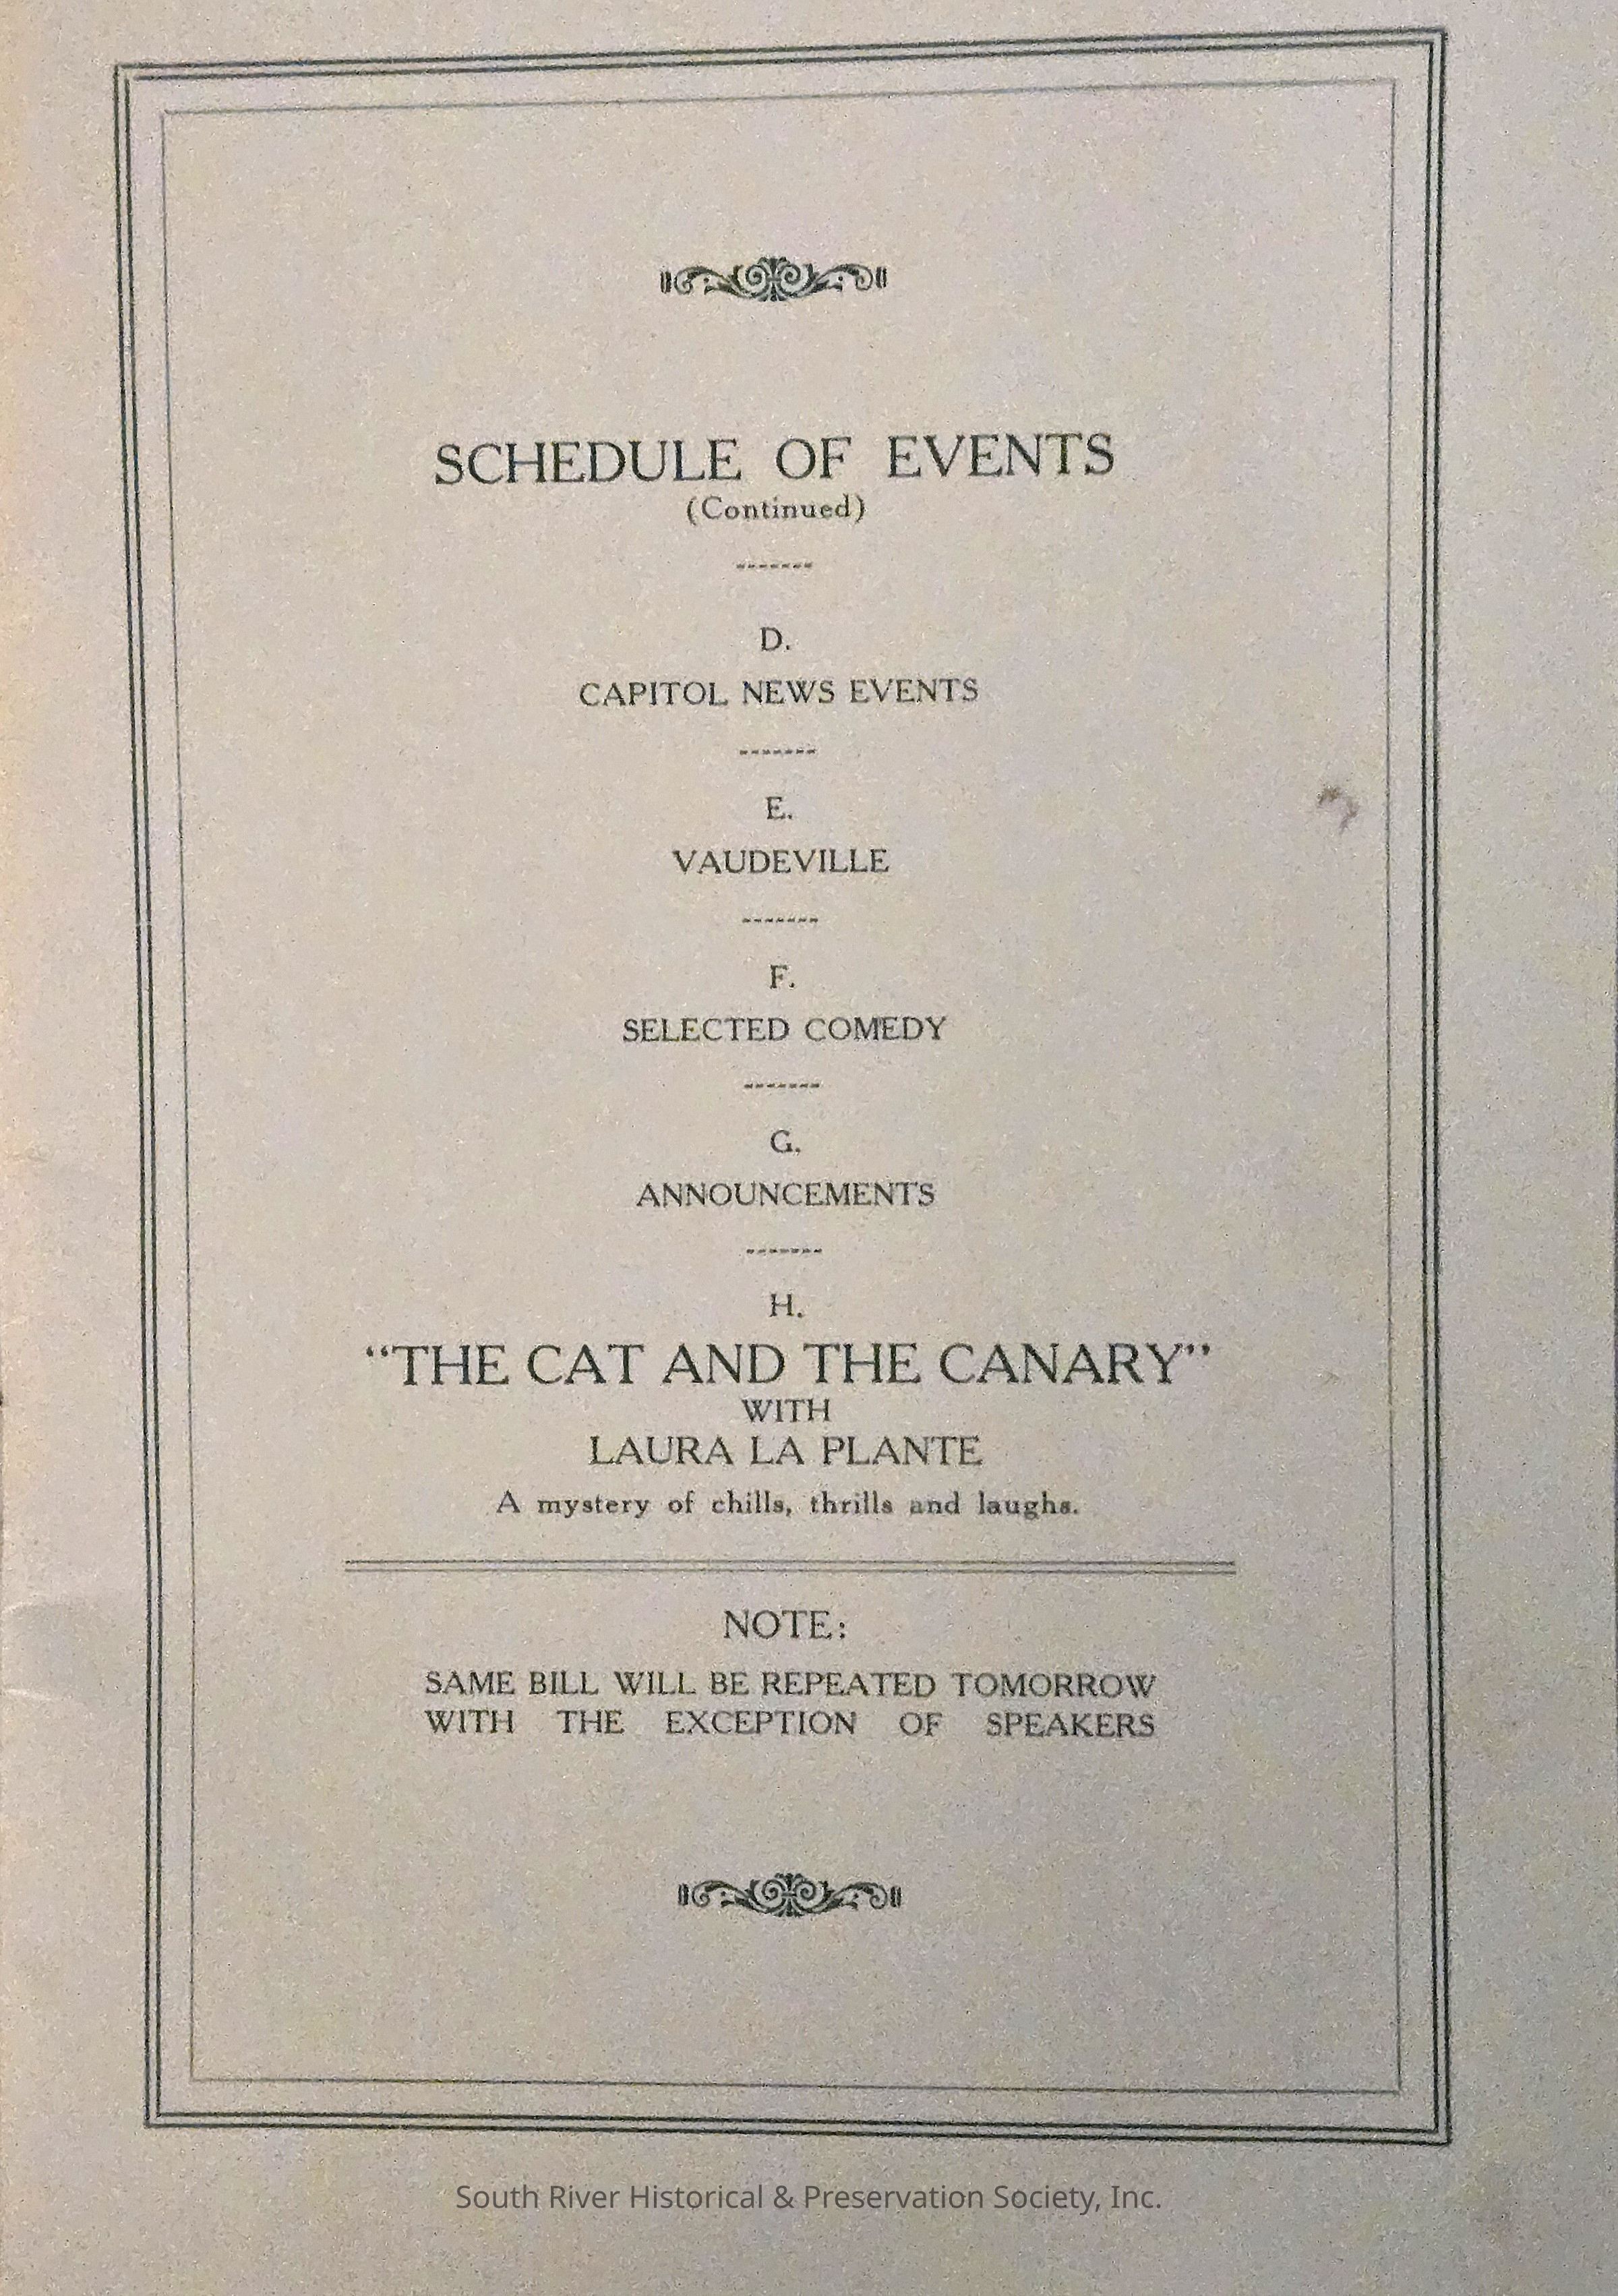 SCHEDULE OF EVENTS
(Continued)
D.
CAPITOL NEWS EVENTS
E.
VAUDEVILLE
F.
SELECTED COMEDY
G.
ANNOUNCEMENTS
H.
“THE CAT AND THE CANARY”
WITH
LAURA LA PLANTE
A mystery of chills, thrills and laughs.
NOTE:
SAME BILL WILL BE REPEATED TOMORROW
WITH THE EXCEPTION OF SPEAKERS
South River Historical & Preservation Society, Inc.